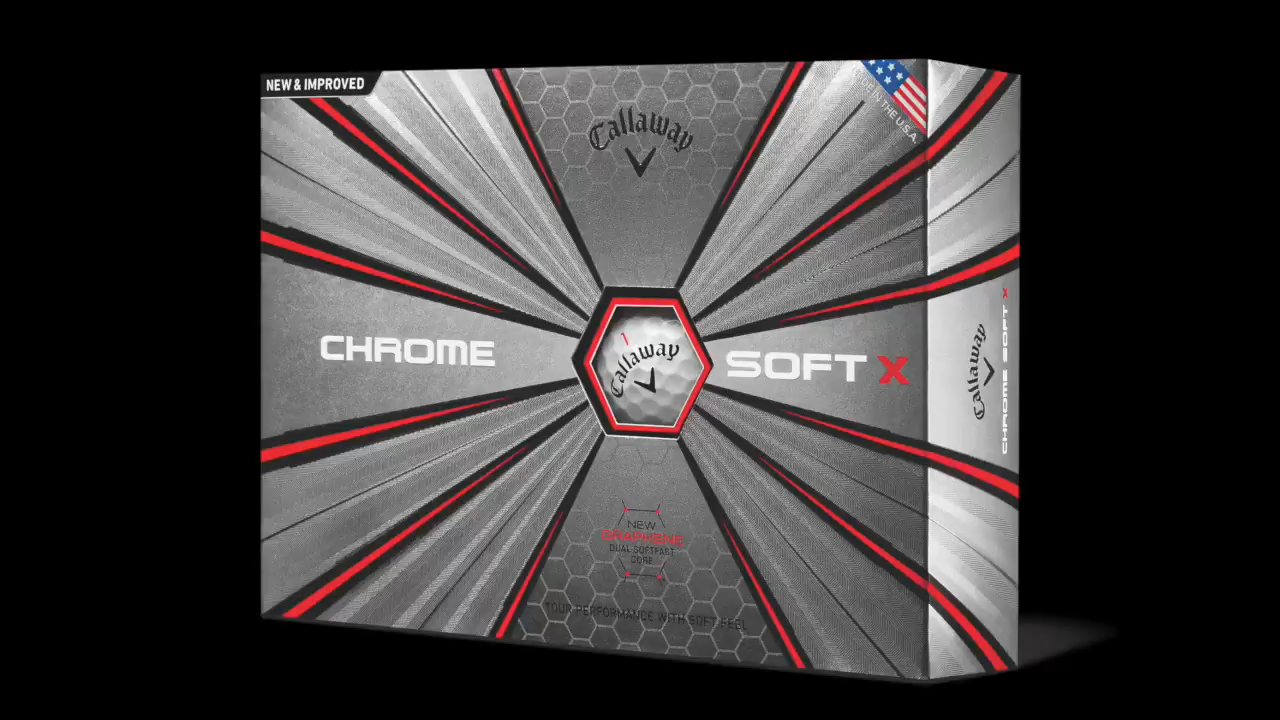 NEW & IMPROVED
Callaway
IN THE U.S.A.
CHROME
1
Callaway
SOFT X
Callaway
CHROME SOFT X
NEW
GRAPHENE
DUAL SOFTFAST
CORE
TOUR PERFORMANCE WITH SOFT FEEL